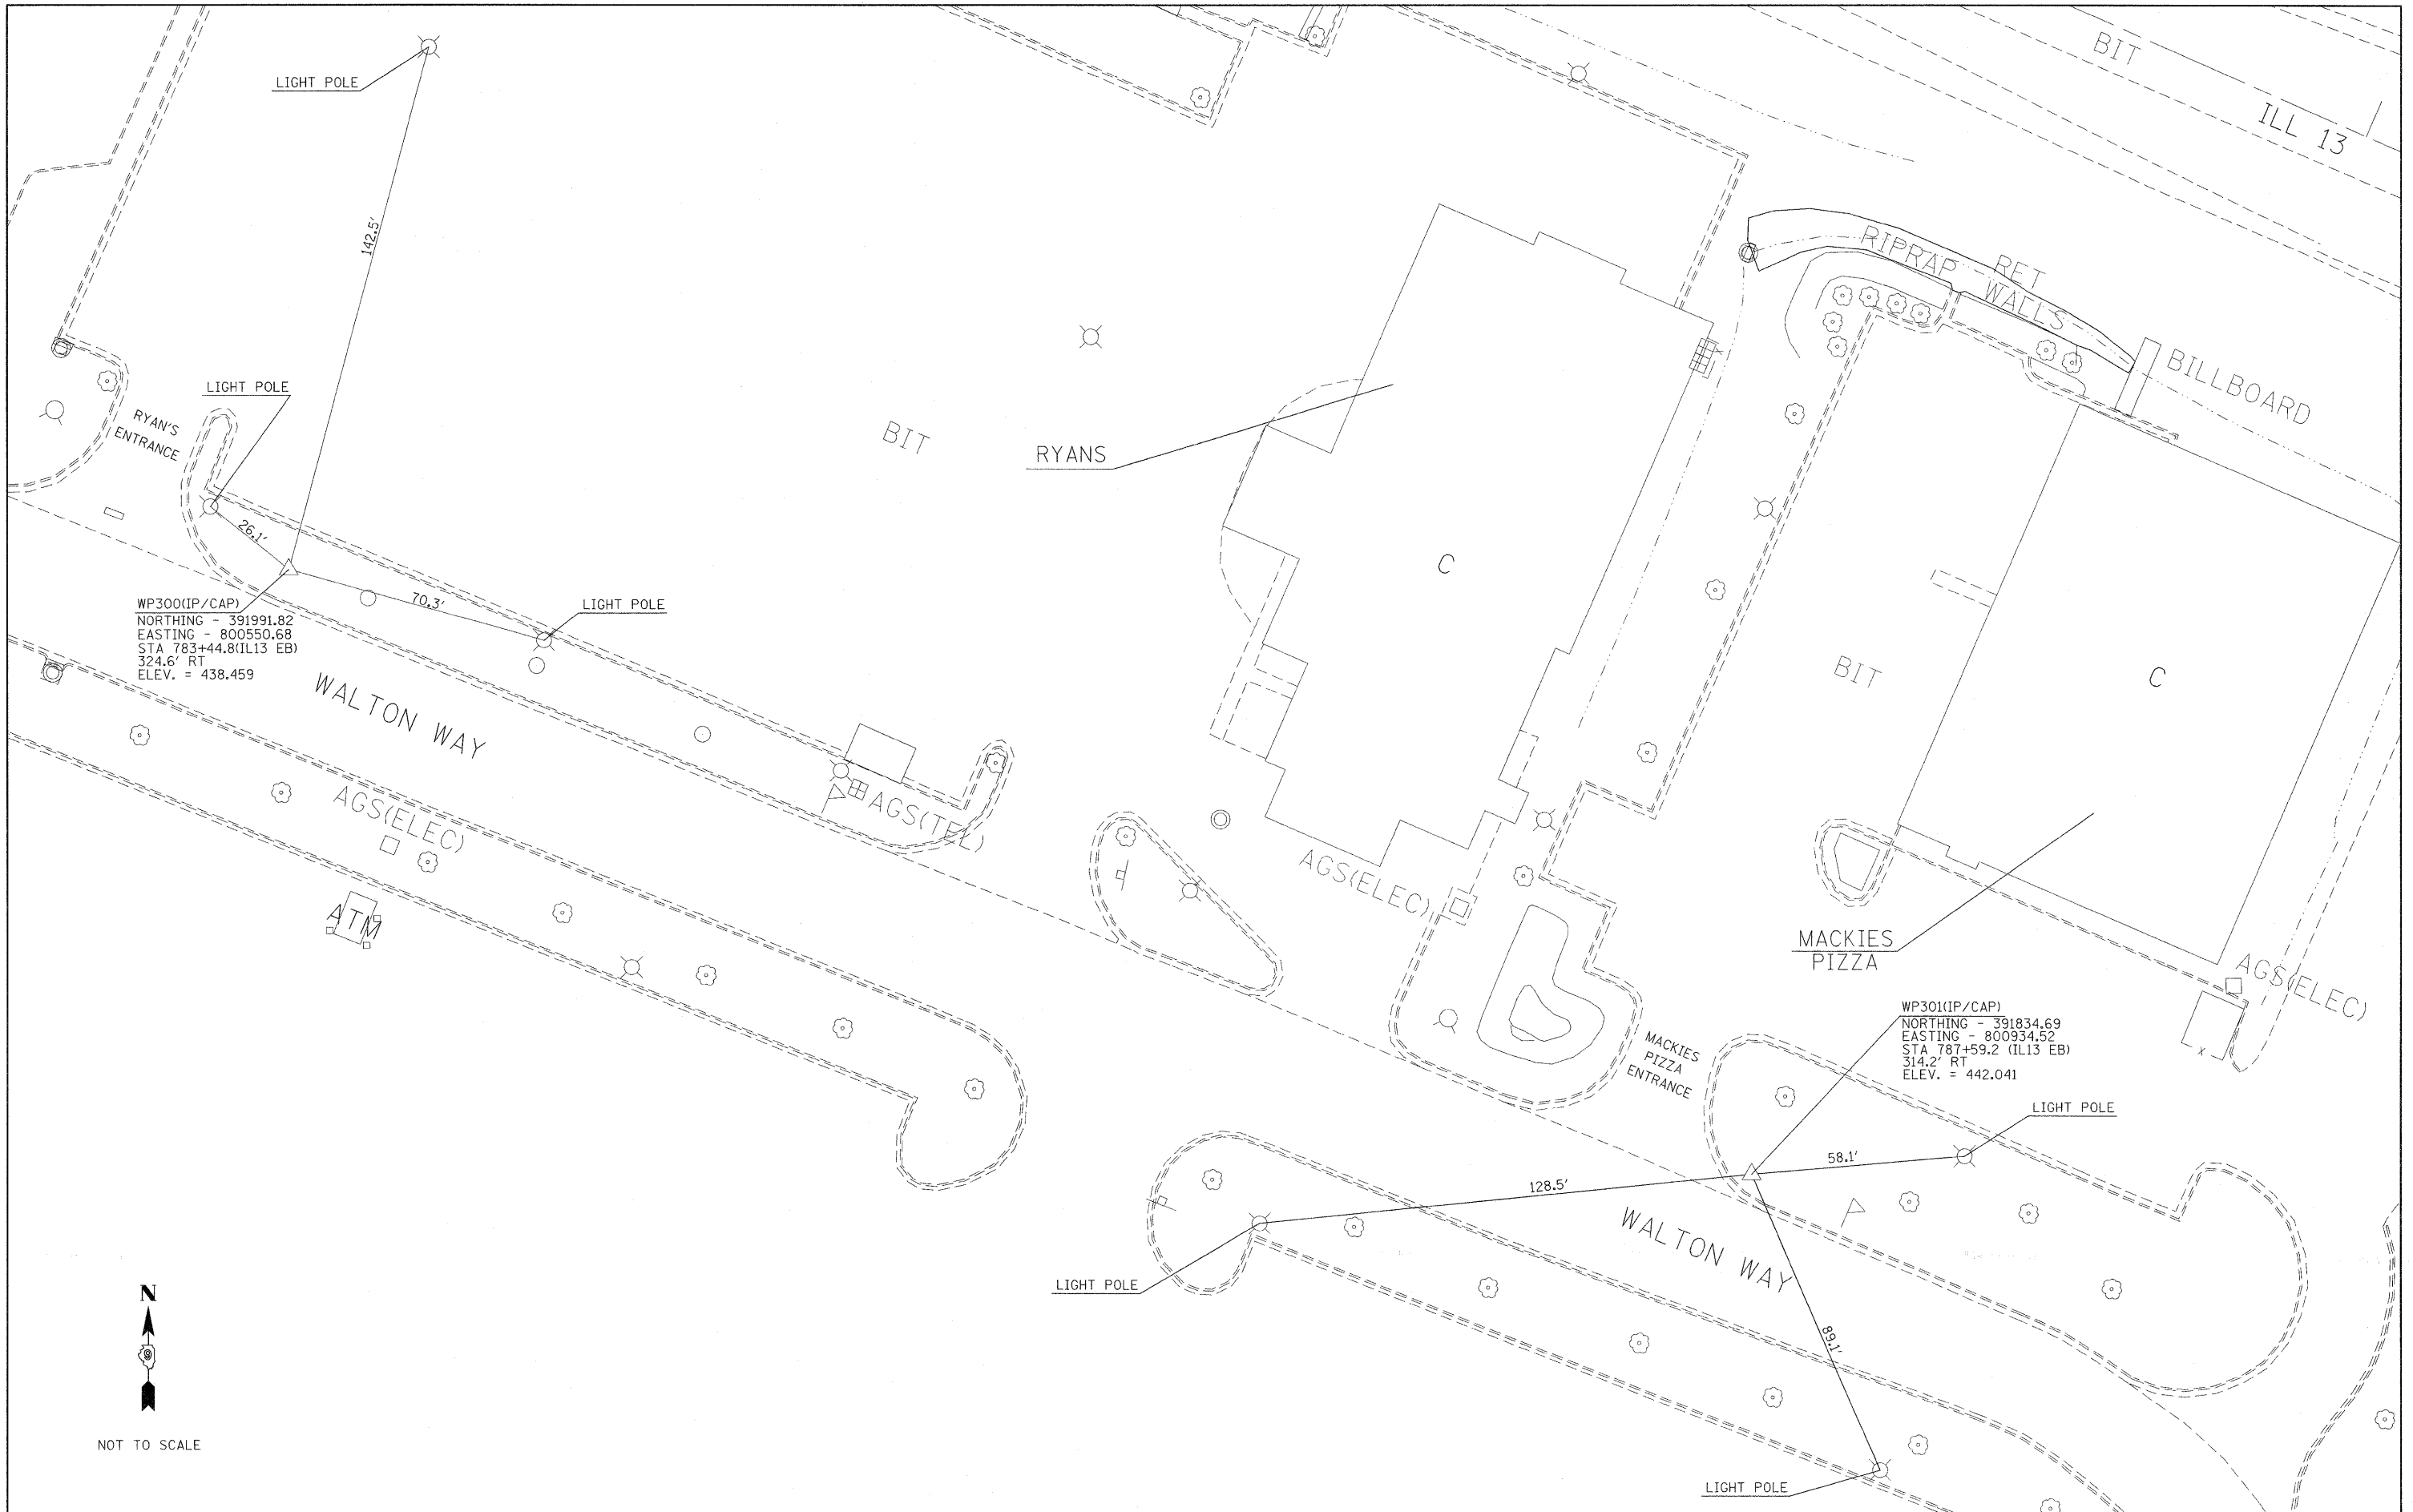 BIT
ILL 13
LIGHT POLE
142.5'
RIPRAP
RET
WALLS
BILLBOARD
LIGHT POLE
RYAN'S
ENTRANCE
BIT
RYANS
26.1'
C
WP300(IP/CAP)
NORTHING - 391991.82
EASTING - 800550.68
STA 783+44.8(IL13 EB)
324.6' RT
ELEV. = 438.459
70.3'
LIGHT POLE
BIT
C
WALTON WAY
AGS(ELEC)
AGS(TEL)
AGS(ELEC)
ATM
MACKIES
PIZZA
AGS(ELEC)
WP301(IP/CAP)
NORTHING - 391834.69
EASTING - 800934.52
STA 787+59.2 (IL13 EB)
314.2' RT
ELEV. = 442.041
MACKIES
PIZZA
ENTRANCE
LIGHT POLE
58.1'
128.5'
WALTON WAY
LIGHT POLE
89.1'
N
9
NOT TO SCALE
LIGHT POLE